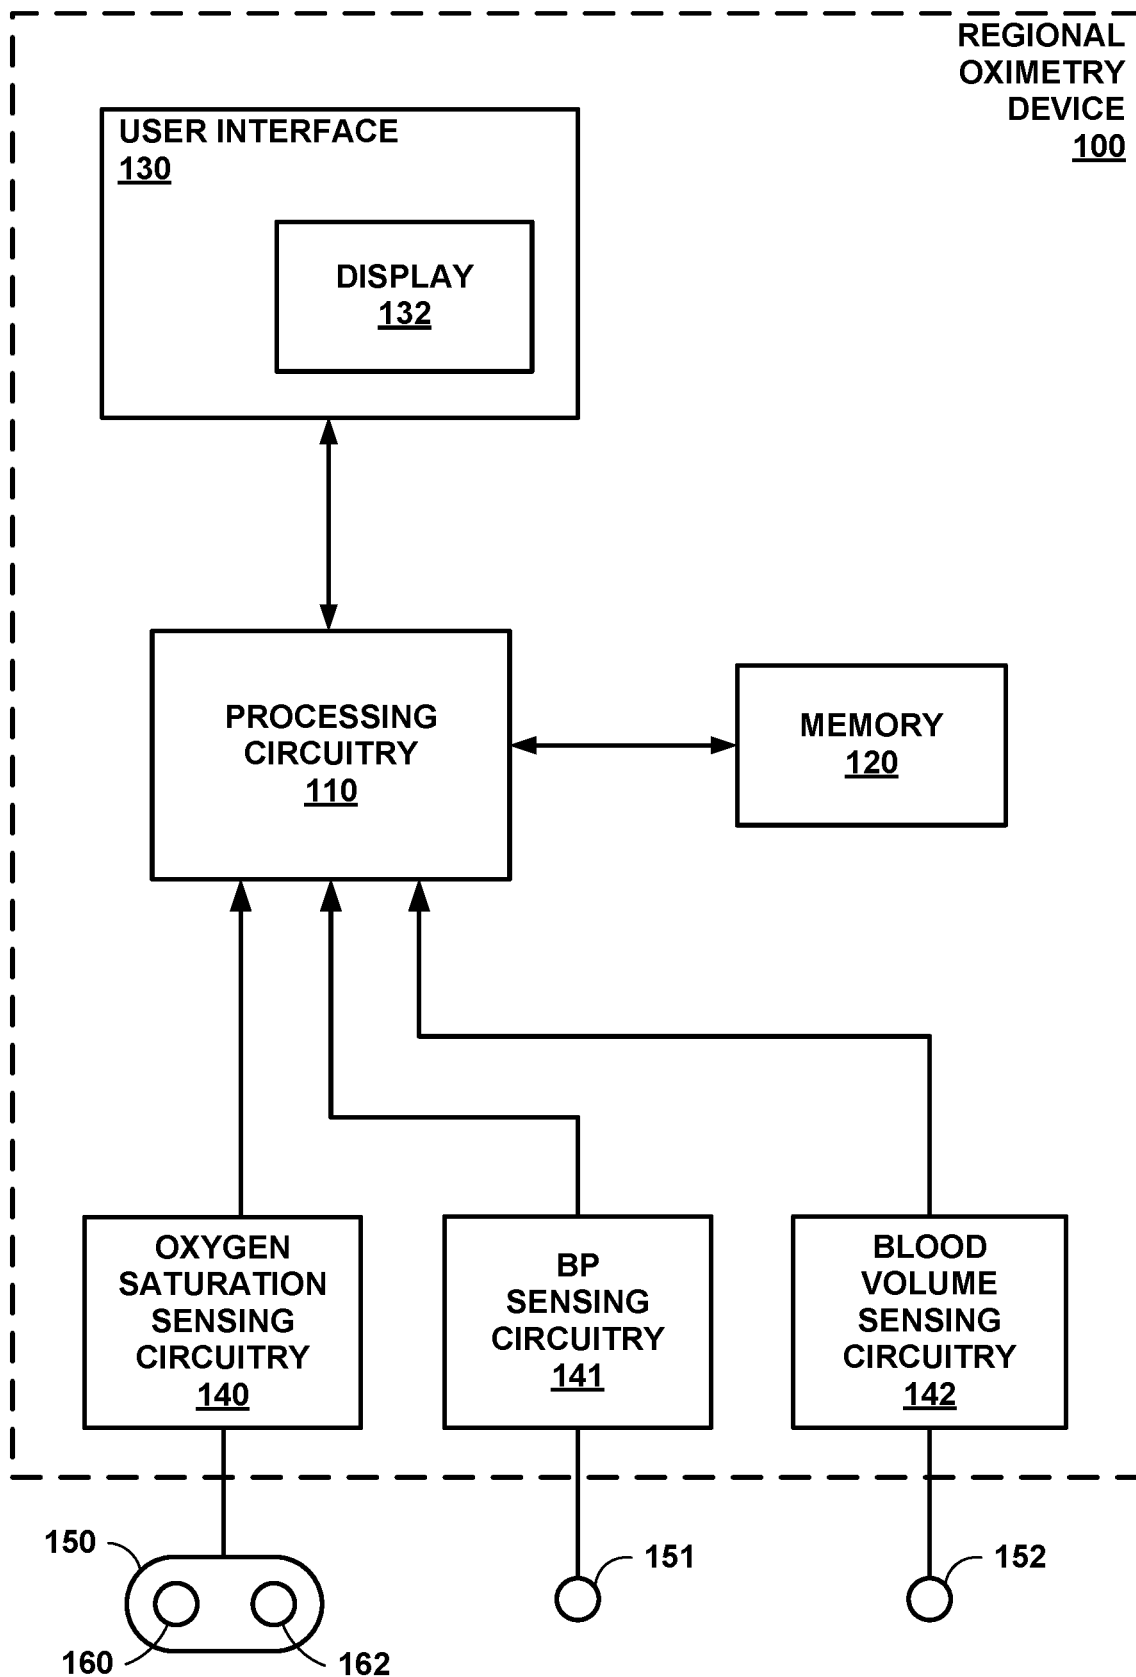 REGIONAL
OXIMETRY
DEVICE
100
USER INTERFACE
130
DISPLAY
132
PROCESSING
CIRCUITRY
110
MEMORY
120
OXYGEN
SATURATION
SENSING
CIRCUITRY
140
BP
SENSING
CIRCUITRY
141
BLOOD
VOLUME
SENSING
CIRCUITRY
142
150
151
152
160
162